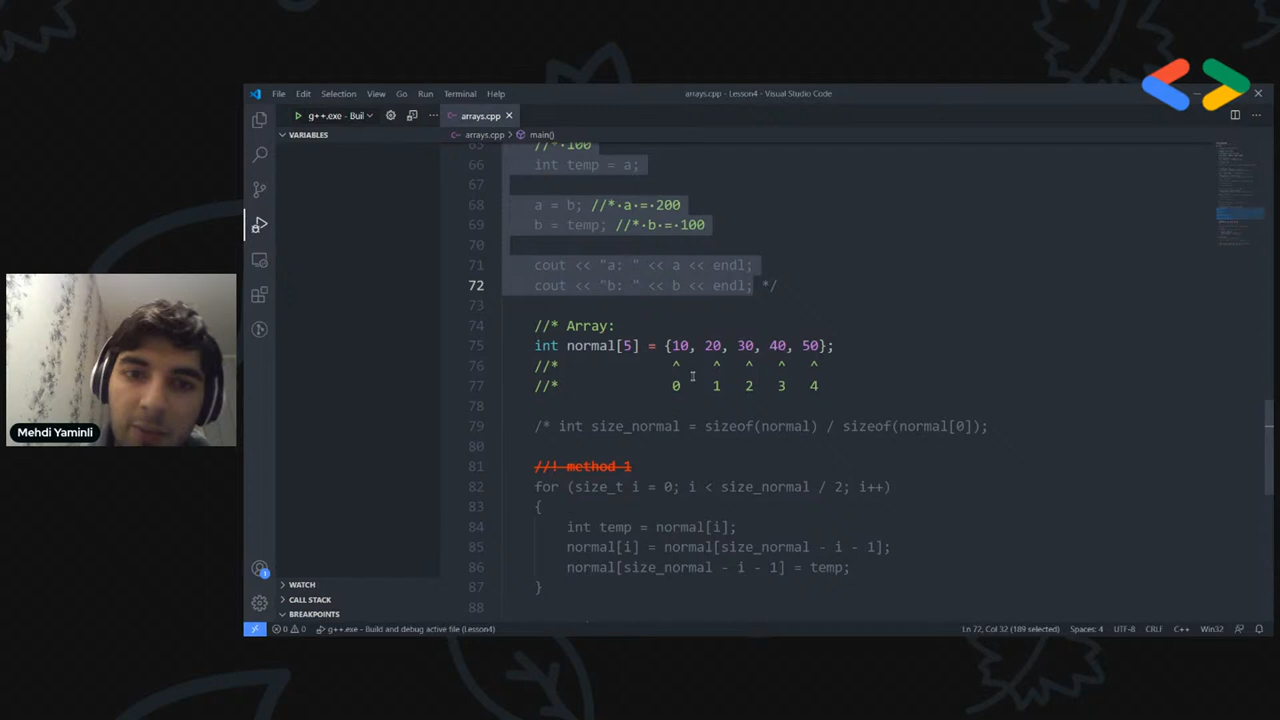 File Edit Selection View Go Run Terminal Help
arrays.cpp - Lesson4 - Visual Studio Code
g++.exe - Buil
arrays.cpp
VARIABLES
arrays.cpp > main()
65 //*·100
66 int temp = a;
67
68 a = b; //*·a·=·200
69 b = temp; //*·b·=·100
70
71 cout << "a: " << a << endl;
72 cout << "b: " << b << endl; */
73
74 //* Array:
75 int normal[5] = {10, 20, 30, 40, 50};
76 //* ^ ^ ^ ^ ^
77 //* 0 1 2 3 4
78
79 /* int size_normal = sizeof(normal) / sizeof(normal[0]);
80
81 //! method 1
82 for (size_t i = 0; i < size_normal / 2; i++)
83 {
84 int temp = normal[i];
85 normal[i] = normal[size_normal - i - 1];
86 normal[size_normal - i - 1] = temp;
87 }
88
Mehdi Yaminli
1
WATCH
CALL STACK
BREAKPOINTS
0 0 g++.exe - Build and debug active file (Lesson4)
Ln 72, Col 32 (189 selected) Spaces: 4 UTF-8 CRLF C++ Win32